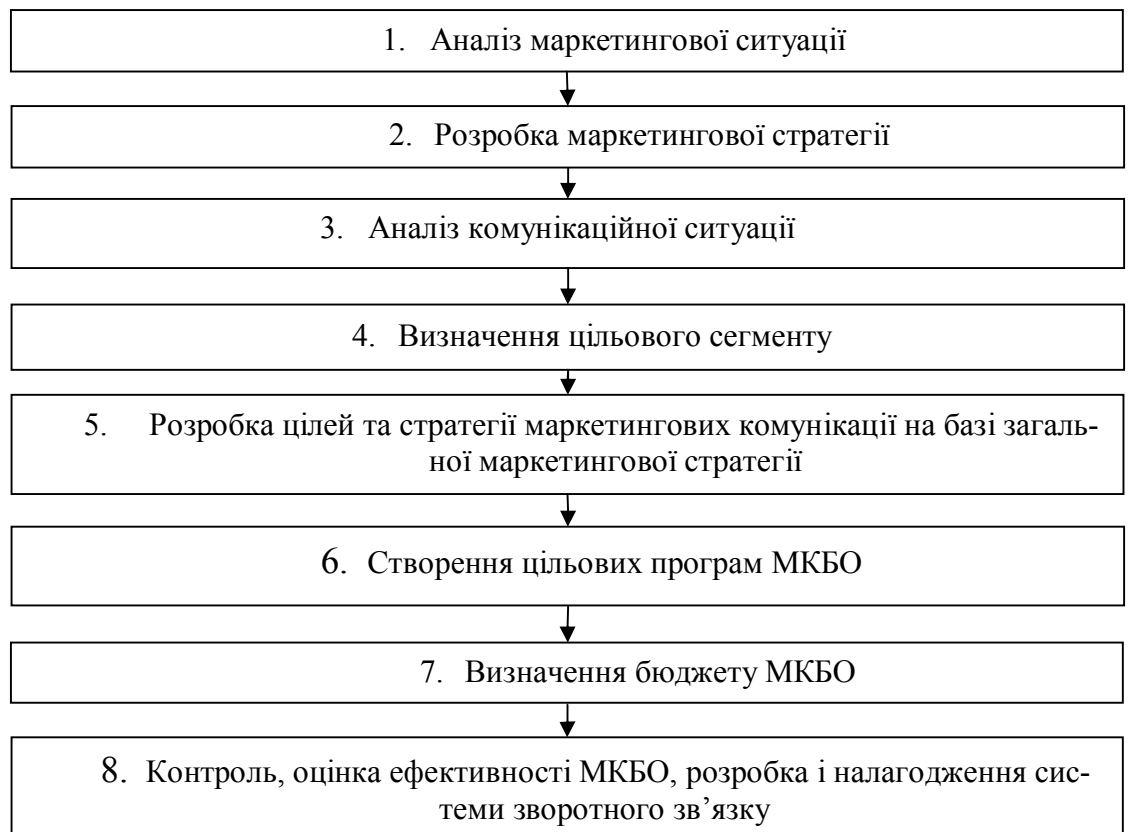 1. Аналіз маркетингової ситуації
2. Розробка маркетингової стратегії
3. Аналіз комунікаційної ситуації
4. Визначення цільового сегменту
5. Розробка цілей та стратегії маркетингових комунікації на базі загаль-
ної маркетингової стратегії
6. Створення цільових програм МКБО
7. Визначення бюджету МКБО
8. Контроль, оцінка ефективності МКБО, розробка і налагодження сис-
теми зворотного зв’язку